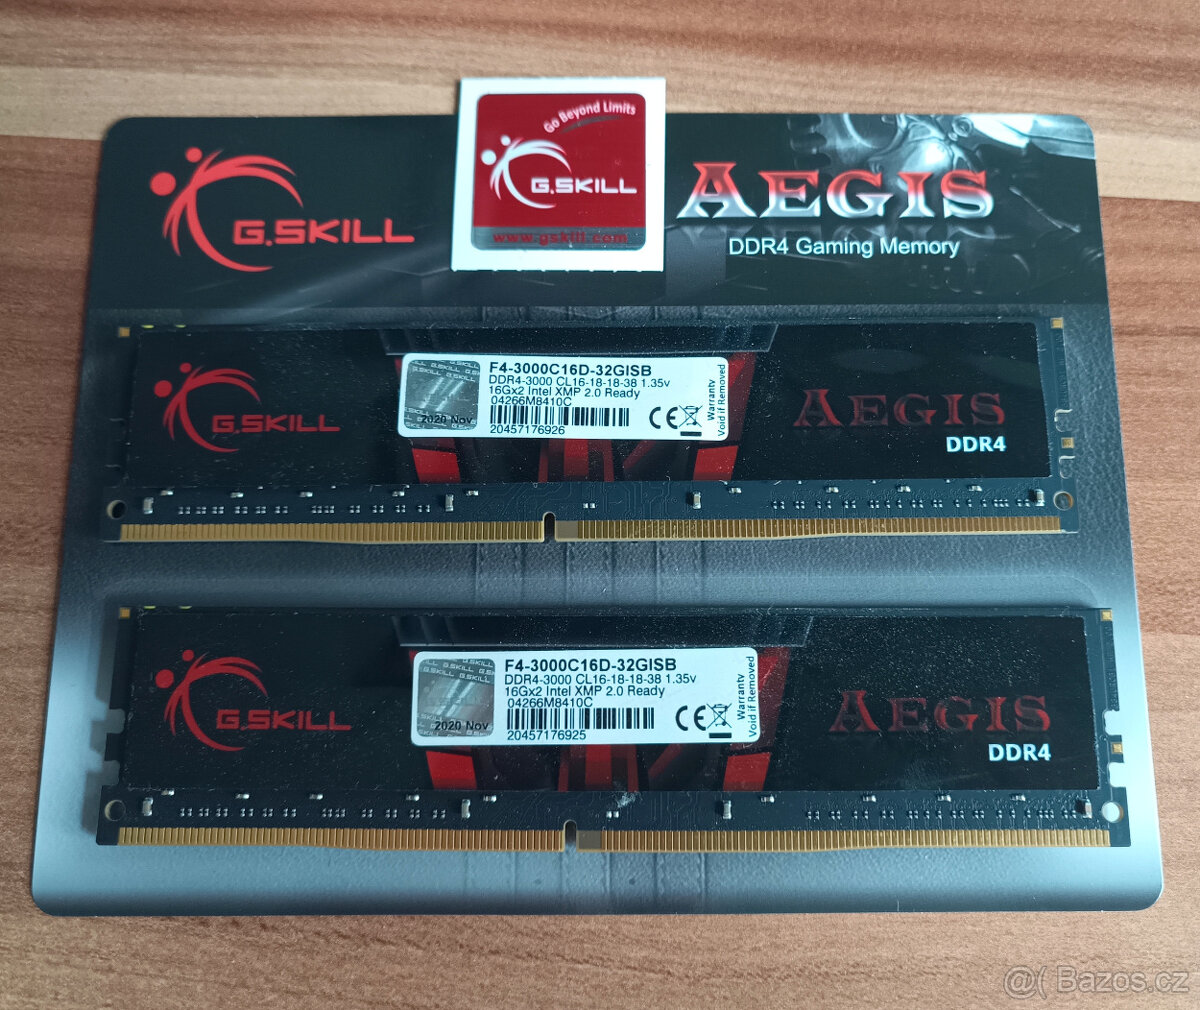 G.SKILL
Go Beyond Limits
G.SKILL
www.gskill.com
AEGIS
DDR4 Gaming Memory
G.SKILL
2020 Nov
F4-3000C16D-32GISB
DDR4-3000 CL16-18-18-38 1.35v
16Gx2 Intel XMP 2.0 Ready
04266M8410C
20457176926
CE
Warranty
Void if Removed
AEGIS
DDR4
G.SKILL
2020 Nov
F4-3000C16D-32GISB
DDR4-3000 CL16-18-18-38 1.35v
16Gx2 Intel XMP 2.0 Ready
04266M8410C
20457176925
CE
Warranty
Void if Removed
AEGIS
DDR4
@( Bazos.cz